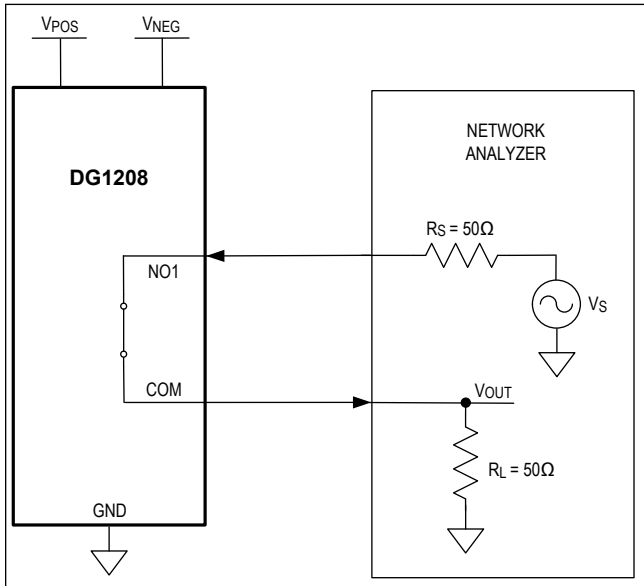 VPOS VNEG
DG1208
NO1
COM
GND
NETWORK
ANALYZER
RS = 50Ω
VS
VOUT
RL = 50Ω